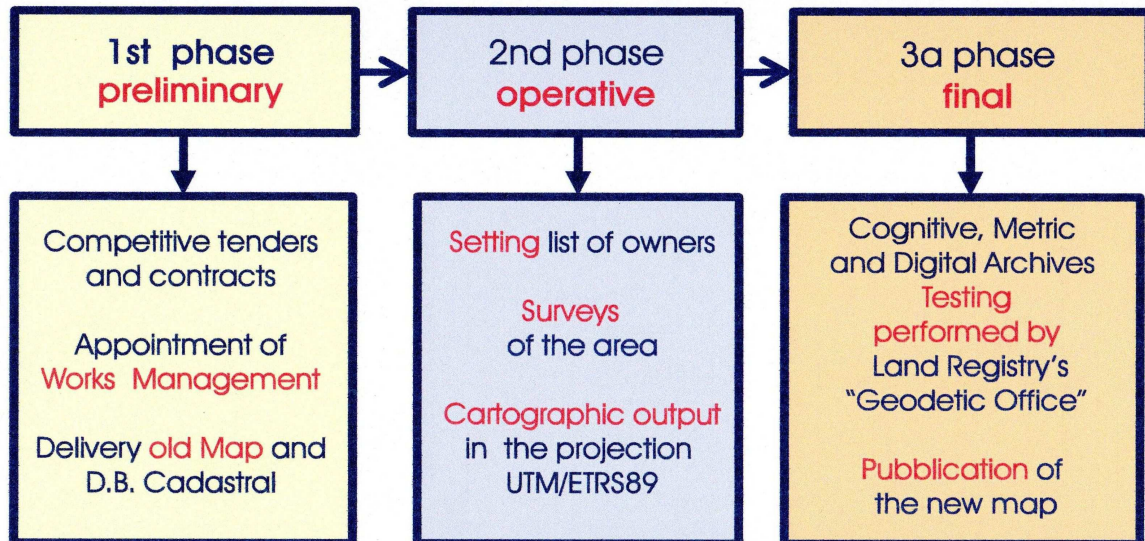 1st phase
preliminary
2nd phase
operative
3a phase
final
Competitive tenders
and contracts
Appointment of
Works Management
Delivery old Map and
D.B. Cadastral
Setting list of owners
Surveys
of the area
Cartographic output
in the projection
UTM/ETRS89
Cognitive, Metric
and Digital Archives
Testing
performed by
Land Registry's
"Geodetic Office"
Pubblication of
the new map